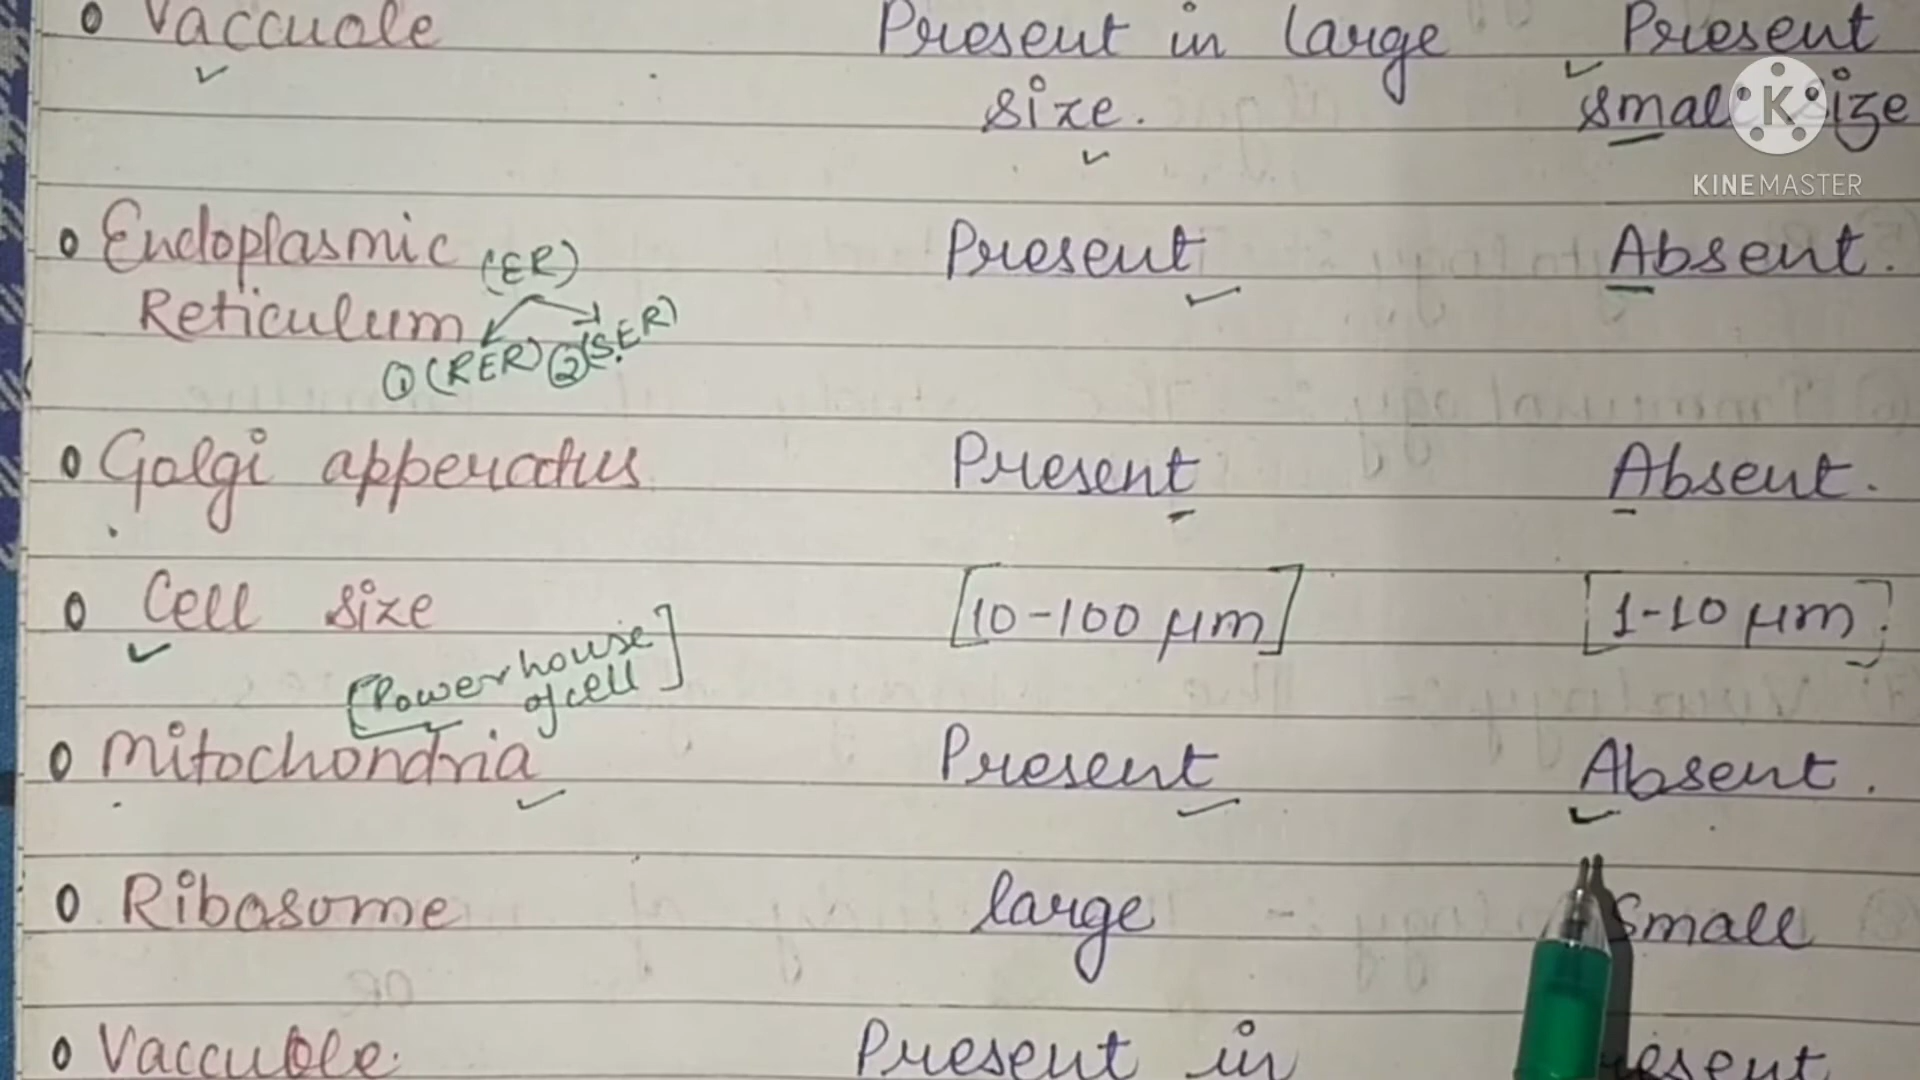 Vaccuole Present in large Present
size. small size
KINEMASTER
Endoplasmic (ER) Present Absent.
Reticulum ① (RER) ② (SER)
Golgi apperatus Present Absent.
Cell size [10-100 μm] [1-10 μm].
[Powerhouse of cell]
Mitochondria Present Absent.
Ribosome large Small
Vaccuole. Present in Present